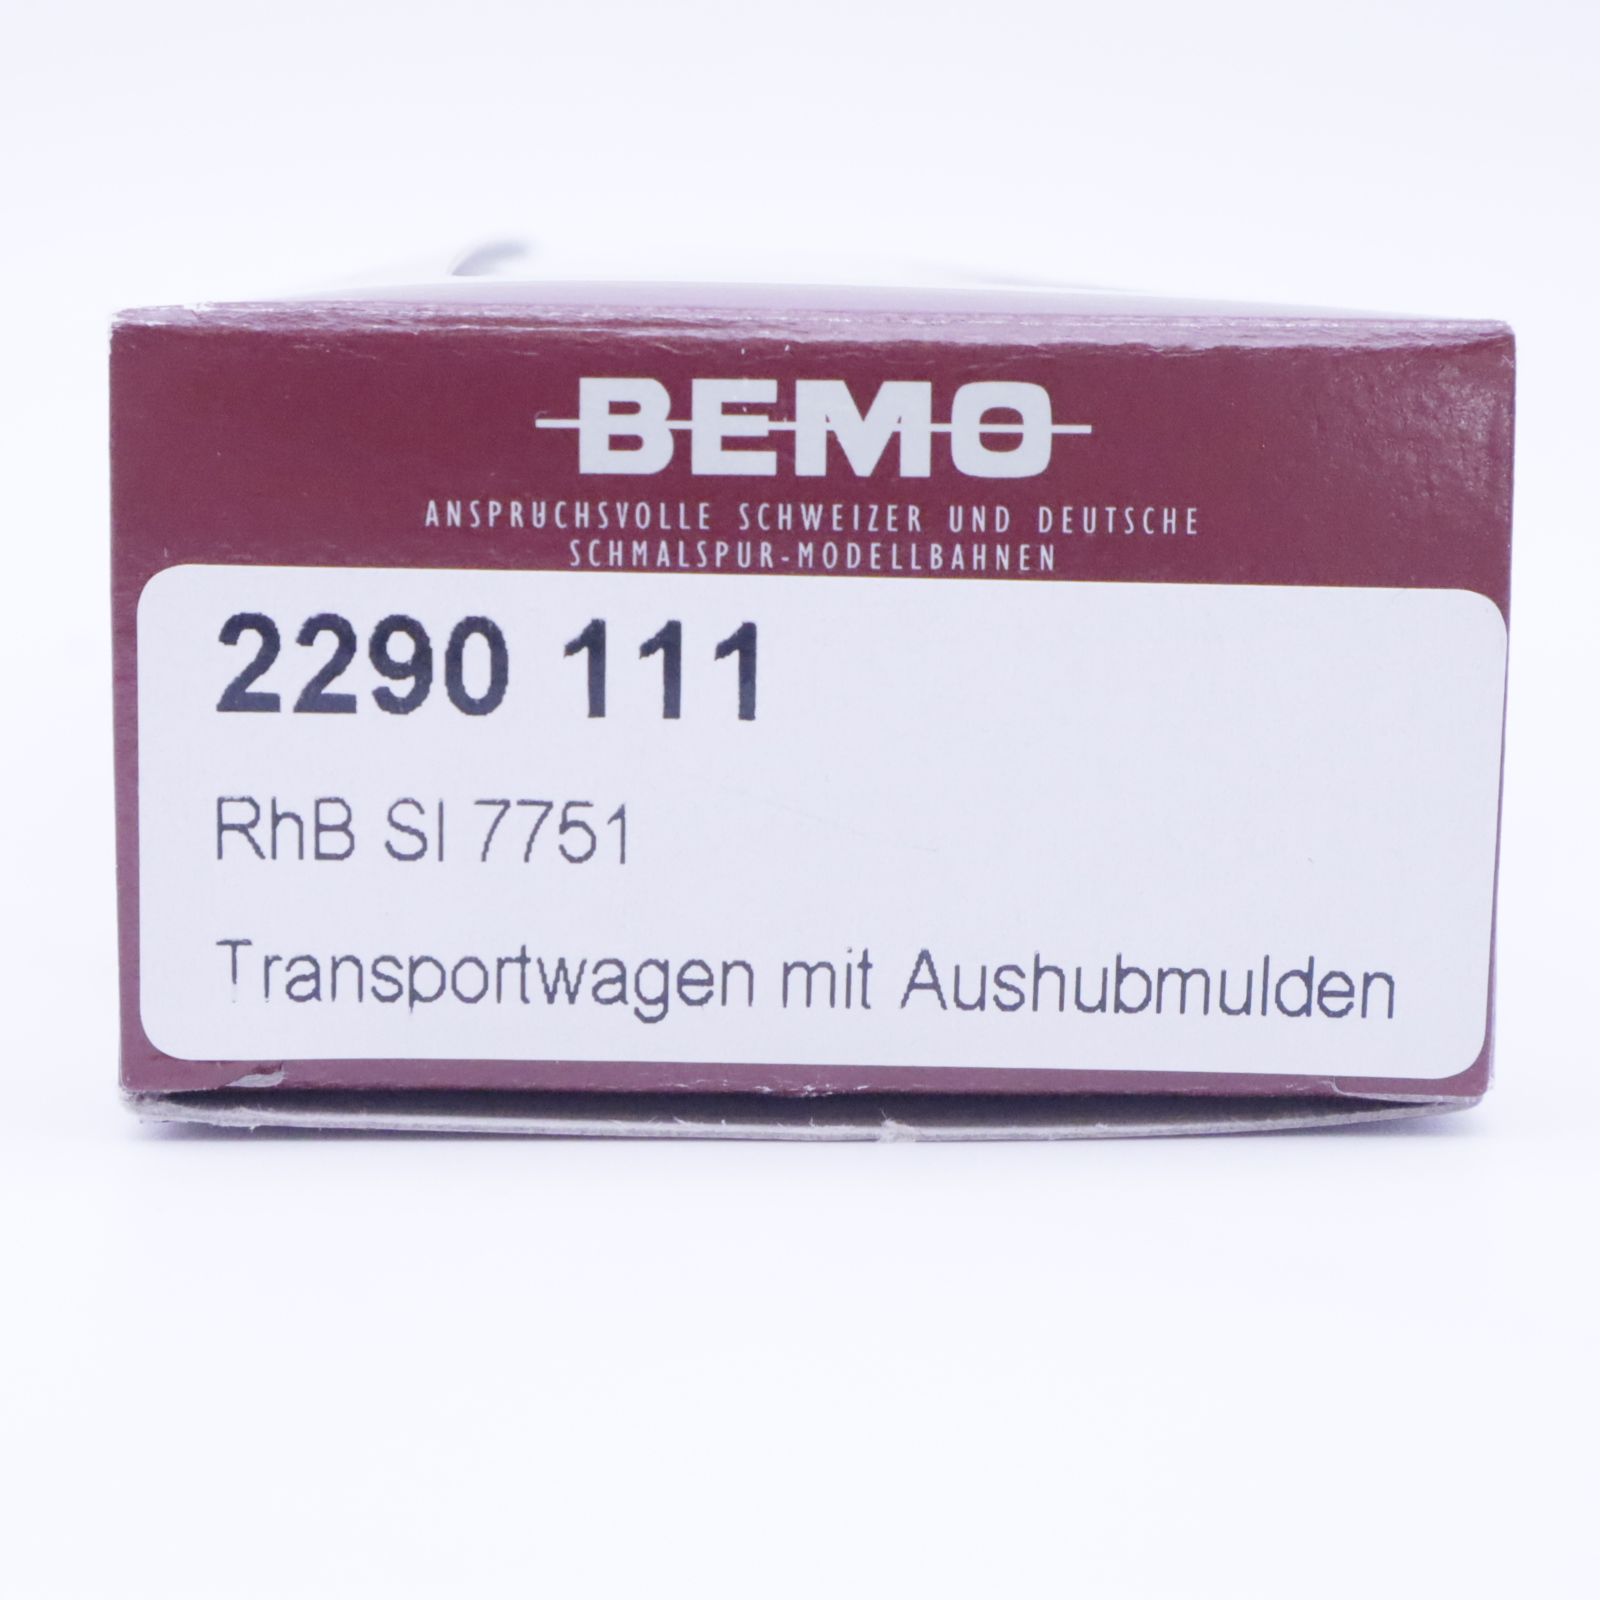 BEMO
ANSPRUCHSVOLLE SCHWEIZER UND DEUTSCHE
SCHMALSPUR-MODELLBAHNEN
2290 111
RhB Sl 7751
Transportwagen mit Aushubmulden